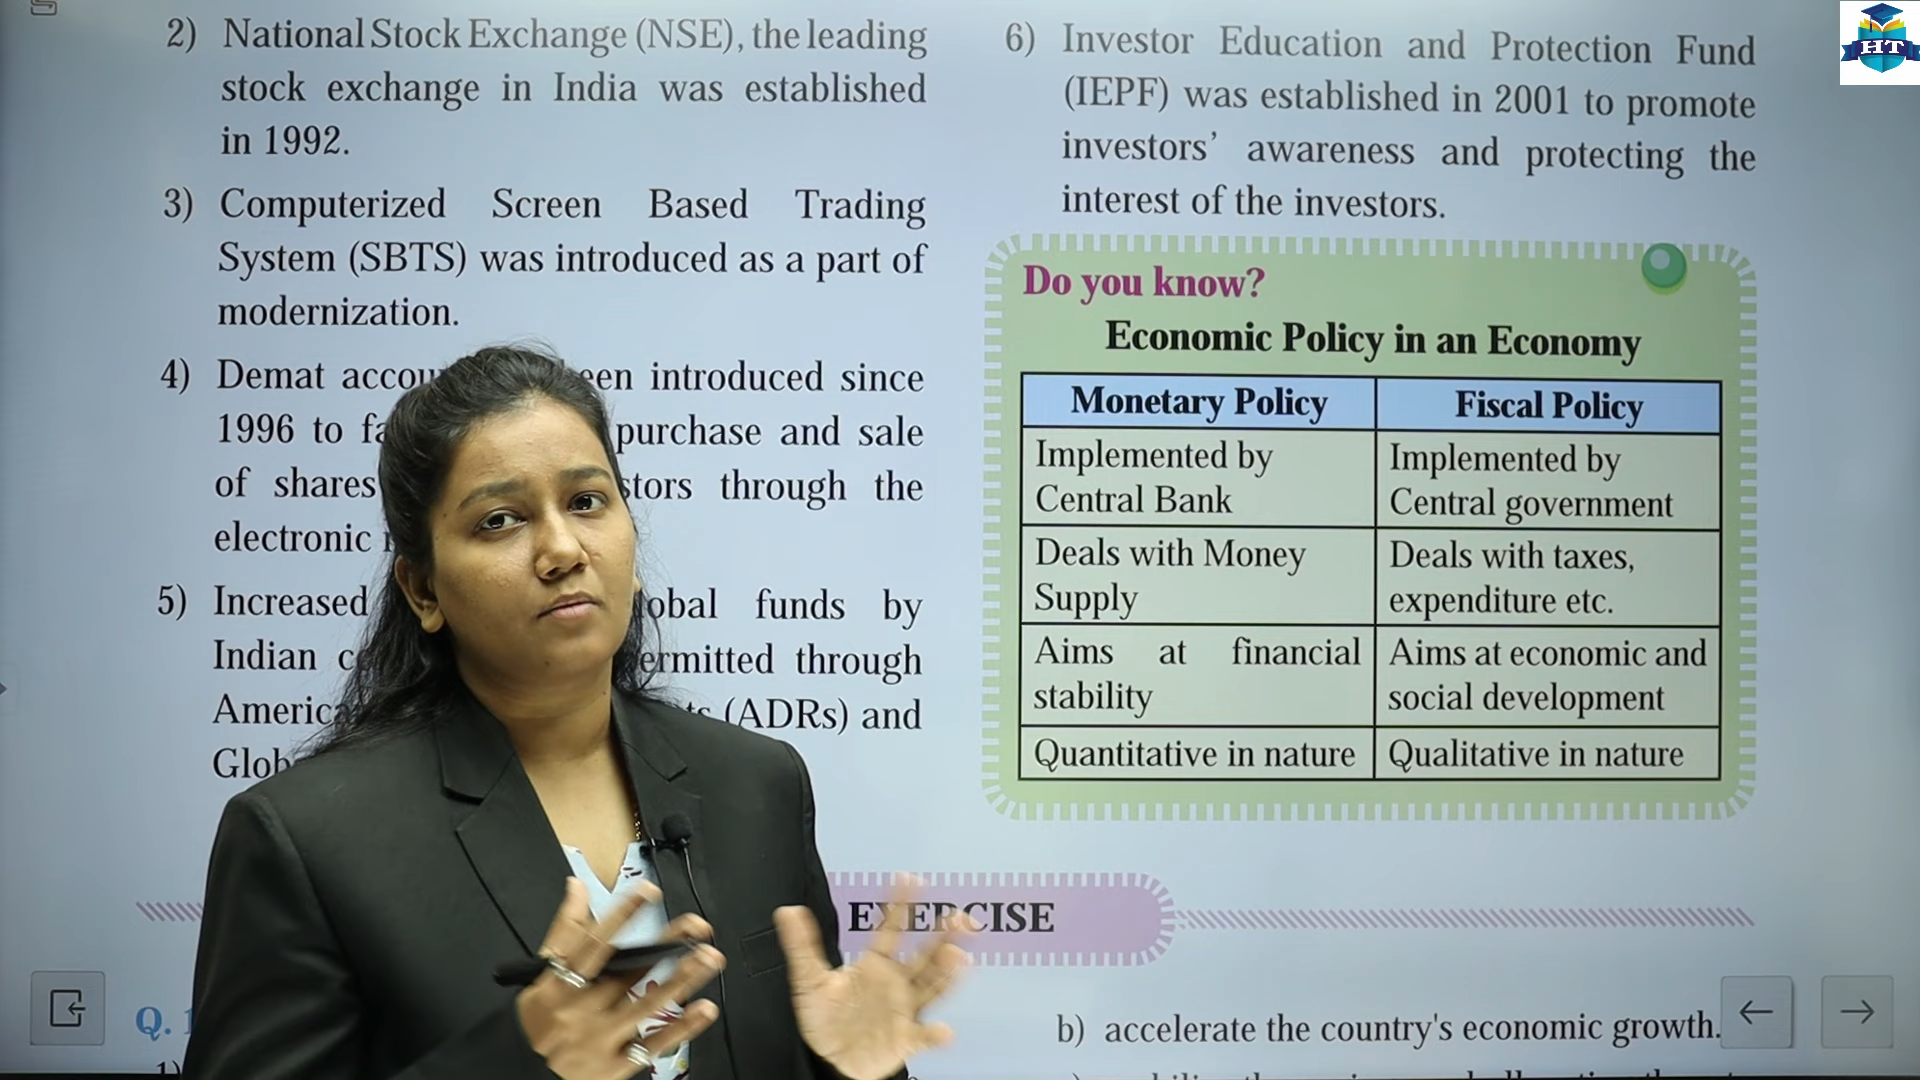 2) National Stock Exchange (NSE), the leading
stock exchange in India was established
in 1992.
3) Computerized Screen Based Trading
System (SBTS) was introduced as a part of
modernization.
4) Demat introduced since
1996 to purchase and sale
of shares through the
electronic
5) Increased funds by
Indian through
(ADRs) and
6) Investor Education and Protection Fund
(IEPF) was established in 2001 to promote
investors’ awareness and protecting the
interest of the investors.
Do you know?
Economic Policy in an Economy
Monetary Policy Fiscal Policy
Implemented by
Central Bank
Implemented by
Central government
Deals with Money
Supply
Deals with taxes,
expenditure etc.
Aims at financial
stability
Aims at economic and
social development
Quantitative in nature Qualitative in nature
EXERCISE
Q. 1
1)
b) accelerate the country's economic growth.
HT